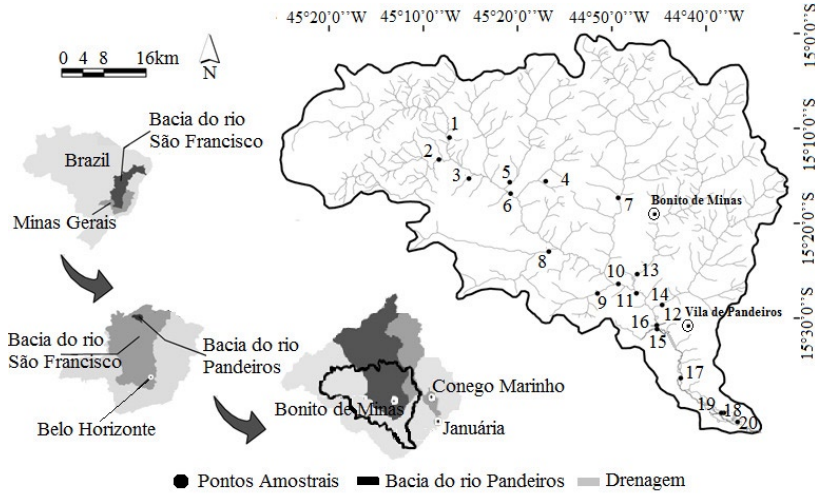 45°20'0''W 45°10'0''W 45°20'0''W 44°50'0''W 44°40'0''W
15°0'0''S
0 4 8 16km
N
Bacia do rio
São Francisco
Brazil
Minas Gerais
1
15°10'0''S
2
3
5
4
6
7
Bonito de Minas
15°20'0''S
8
13
10
9
11
14
12
Vila de Pandeiros
16
15
15°30'0''S
Bacia do rio
São Francisco
Bacia do rio
Pandeiros
Belo Horizonte
17
Conego Marinho
Bonito de Minas
Januária
19
18
20
Pontos Amostrais Bacia do rio Pandeiros Drenagem